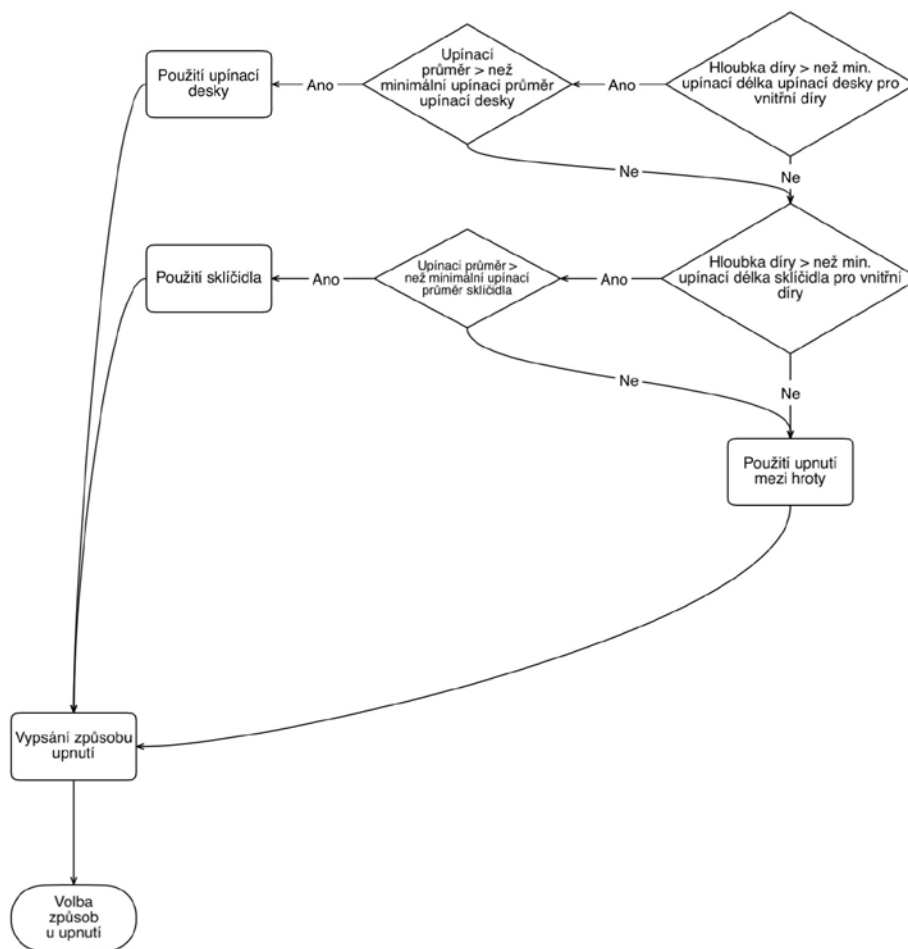 Hloubka díry > než min.
upínací délka upínací desky pro
vnitřní díry
Ano
Upínací
průměr > než
minimální upínaci průměr
upínací desky
Ano
Použití upínací
desky
Ne
Ne
Hloubka díry > než min.
upínací délka sklíčidla pro vnitřní
díry
Ano
Upínací průměr >
než minimální upínací
průměr sklíčidla
Ano
Použití sklíčidla
Ne
Ne
Použití upnutí
mezi hroty
Vypsání způsobu
upnutí
Volba
způsob
u upnutí